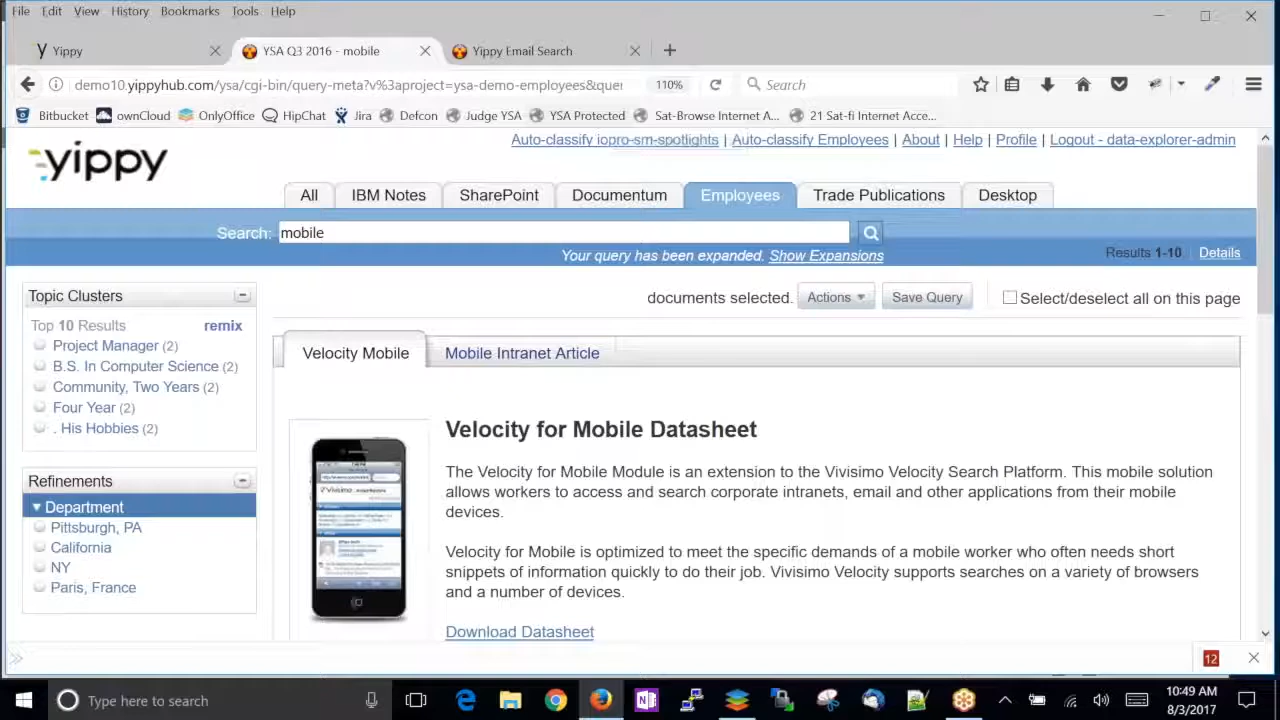 File Edit View History Bookmarks Tools Help
Yippy YSA Q3 2016 - mobile Yippy Email Search
demo10.yippyhub.com/ysa/cgi-bin/query-meta?v%3aproject=ysa-demo-employees&quer 110% Search
Bitbucket ownCloud OnlyOffice HipChat Jira Defcon Judge YSA YSA Protected Sat-Browse Internet A... 21 Sat-fi Internet Acce...
Auto-classify iopro-sm-spotlights | Auto-classify Employees | About | Help | Profile | Logout - data-explorer-admin
yippy
All IBM Notes SharePoint Documentum Employees Trade Publications Desktop
Search: mobile
Your query has been expanded. Show Expansions Results 1-10 Details
Topic Clusters
Top 10 Results remix
Project Manager (2)
B.S. In Computer Science (2)
Community, Two Years (2)
Four Year (2)
. His Hobbies (2)
Refinements
Department
Pittsburgh, PA
California
NY
Paris, France
documents selected. Actions Save Query Select/deselect all on this page
Velocity Mobile Mobile Intranet Article
Velocity for Mobile Datasheet
The Velocity for Mobile Module is an extension to the Vivisimo Velocity Search Platform. This mobile solution
allows workers to access and search corporate intranets, email and other applications from their mobile
devices.
Velocity for Mobile is optimized to meet the specific demands of a mobile worker who often needs short
snippets of information quickly to do their job. Vivisimo Velocity supports searches on a variety of browsers
and a number of devices.
Download Datasheet
12
Type here to search
10:49 AM
8/3/2017